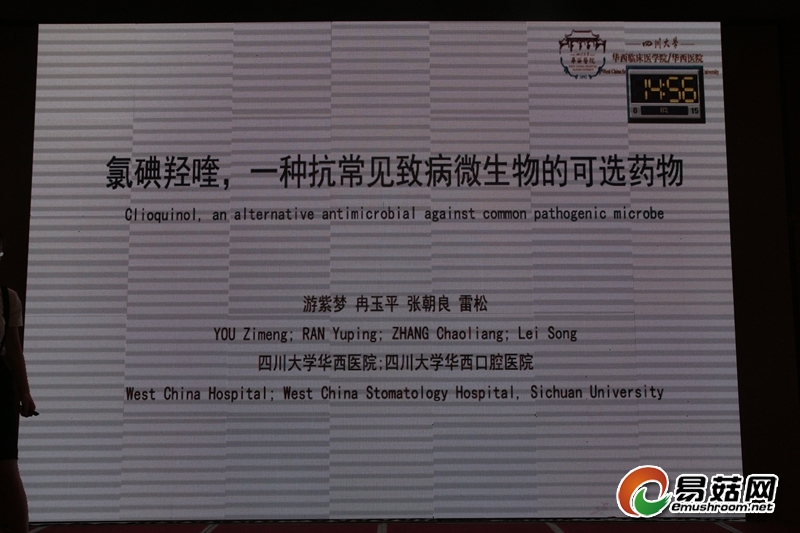 四川大学
华西临床医学院/华西医院
14:56
0 15
氯碘羟喹，一种抗常见致病微生物的可选药物
Clioquinol, an alternative antimicrobial against common pathogenic microbe
游紫梦 冉玉平 张朝良 雷松
YOU Zimeng; RAN Yuping; ZHANG Chaoliang; Lei Song
四川大学华西医院;四川大学华西口腔医院
West China Hospital; West China Stomatology Hospital, Sichuan University
易菇网
emushroom.net